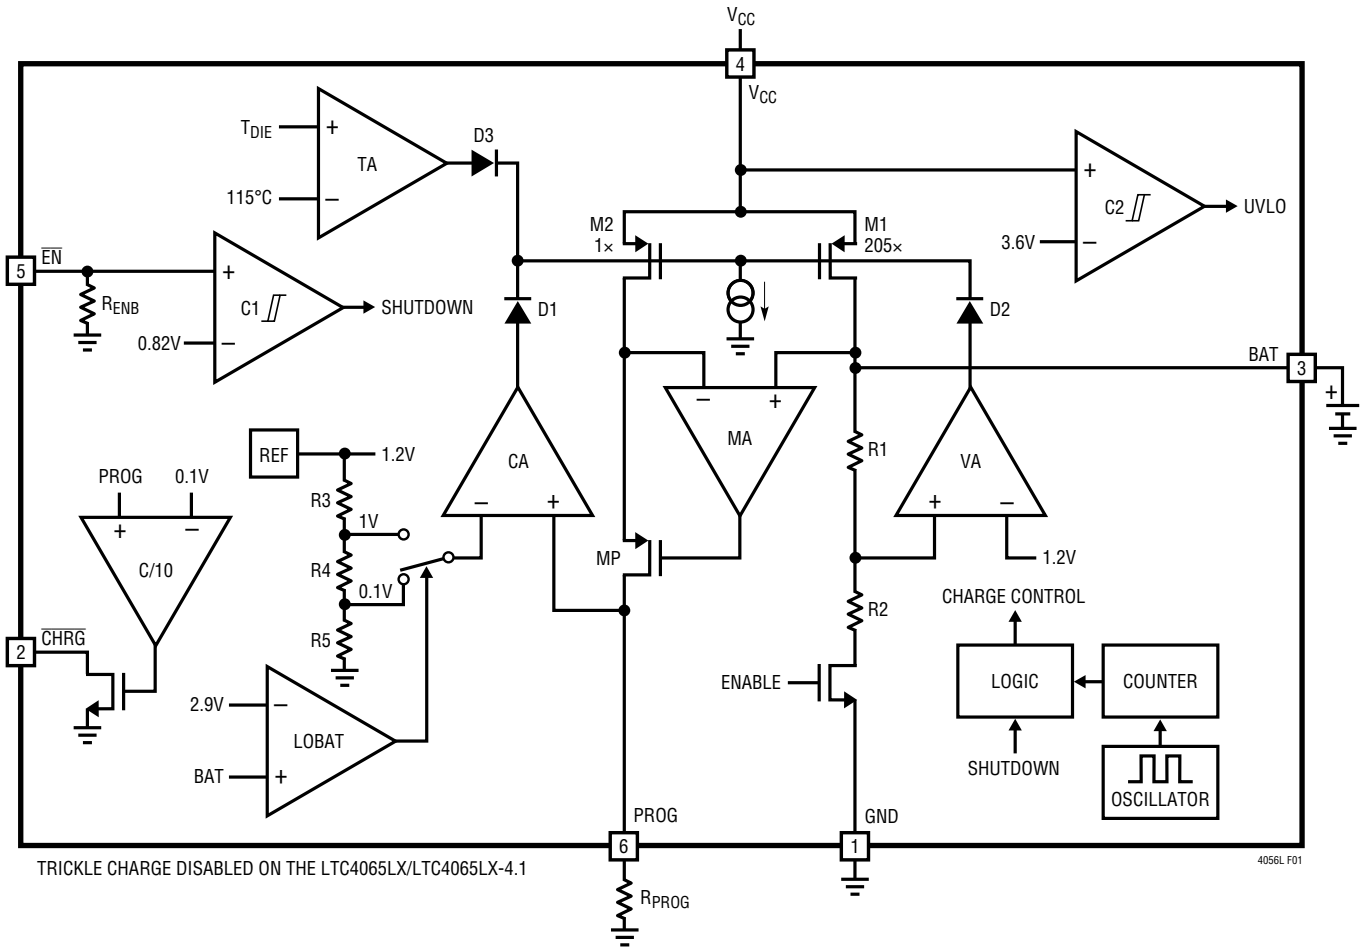 VCC
4
VCC
TDIE
+
TA
D3
115°C
−
M2
1×
M1
205×
+
C2
UVLO
3.6V
−
EN
5
+
RENB
C1
SHUTDOWN
0.82V
−
D1
D2
BAT
3
+
−
+
MA
REF
1.2V
CA
R1
VA
R3
−
+
+
−
PROG
0.1V
+
−
C/10
1V
R4
0.1V
MP
1.2V
R5
R2
CHARGE CONTROL
CHRG
2
ENABLE
LOGIC
COUNTER
2.9V
−
LOBAT
BAT
+
SHUTDOWN
OSCILLATOR
PROG
GND
6
1
TRICKLE CHARGE DISABLED ON THE LTC4065LX/LTC4065LX-4.1
4056L F01
RPROG